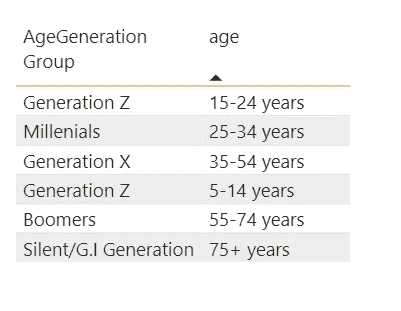 AgeGeneration age
Group
Generation Z 15-24 years
Millenials 25-34 years
Generation X 35-54 years
Generation Z 5-14 years
Boomers 55-74 years
Silent/G.I Generation 75+ years